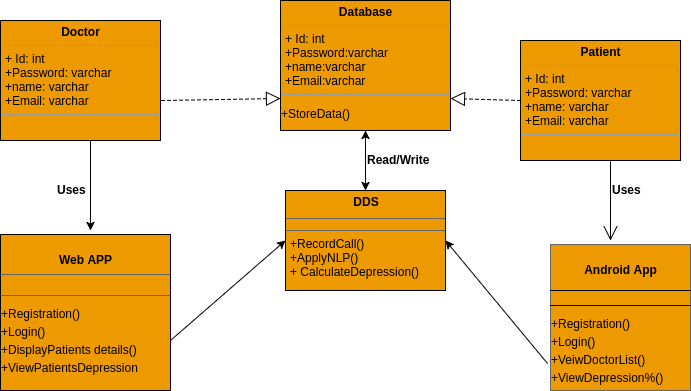 Doctor
+ Id: int
+Password: varchar
+name: varchar
+Email: varchar
Database
+ Id: int
+Password:varchar
+name:varchar
+Email:varchar
+StoreData()
Patient
+ Id: int
+Password: varchar
+name: varchar
+Email: varchar
Uses
Read/Write
Uses
DDS
+RecordCall()
+ApplyNLP()
+ CalculateDepression()
Web APP
+Registration()
+Login()
+DisplayPatients details()
+ViewPatientsDepression
Android App
+Registration()
+Login()
+VeiwDoctorList()
+ViewDepression%()